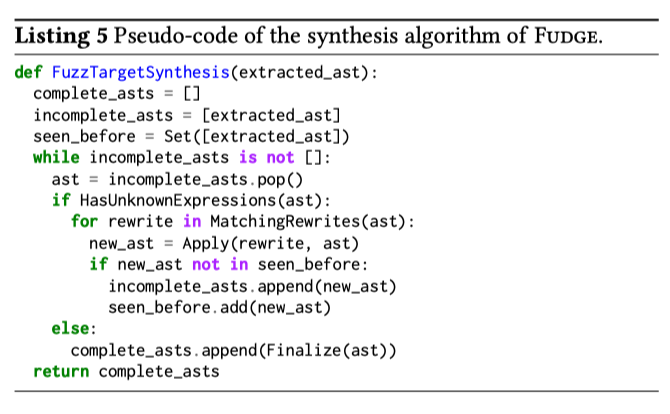 Listing 5 Pseudo-code of the synthesis algorithm of FUDGE.
def FuzzTargetSynthesis(extracted_ast):
  complete_asts = []
  incomplete_asts = [extracted_ast]
  seen_before = Set([extracted_ast])
  while incomplete_asts is not []:
    ast = incomplete_asts.pop()
    if HasUnknownExpressions(ast):
      for rewrite in MatchingRewrites(ast):
        new_ast = Apply(rewrite, ast)
        if new_ast not in seen_before:
          incomplete_asts.append(new_ast)
          seen_before.add(new_ast)
    else:
      complete_asts.append(Finalize(ast))
  return complete_asts